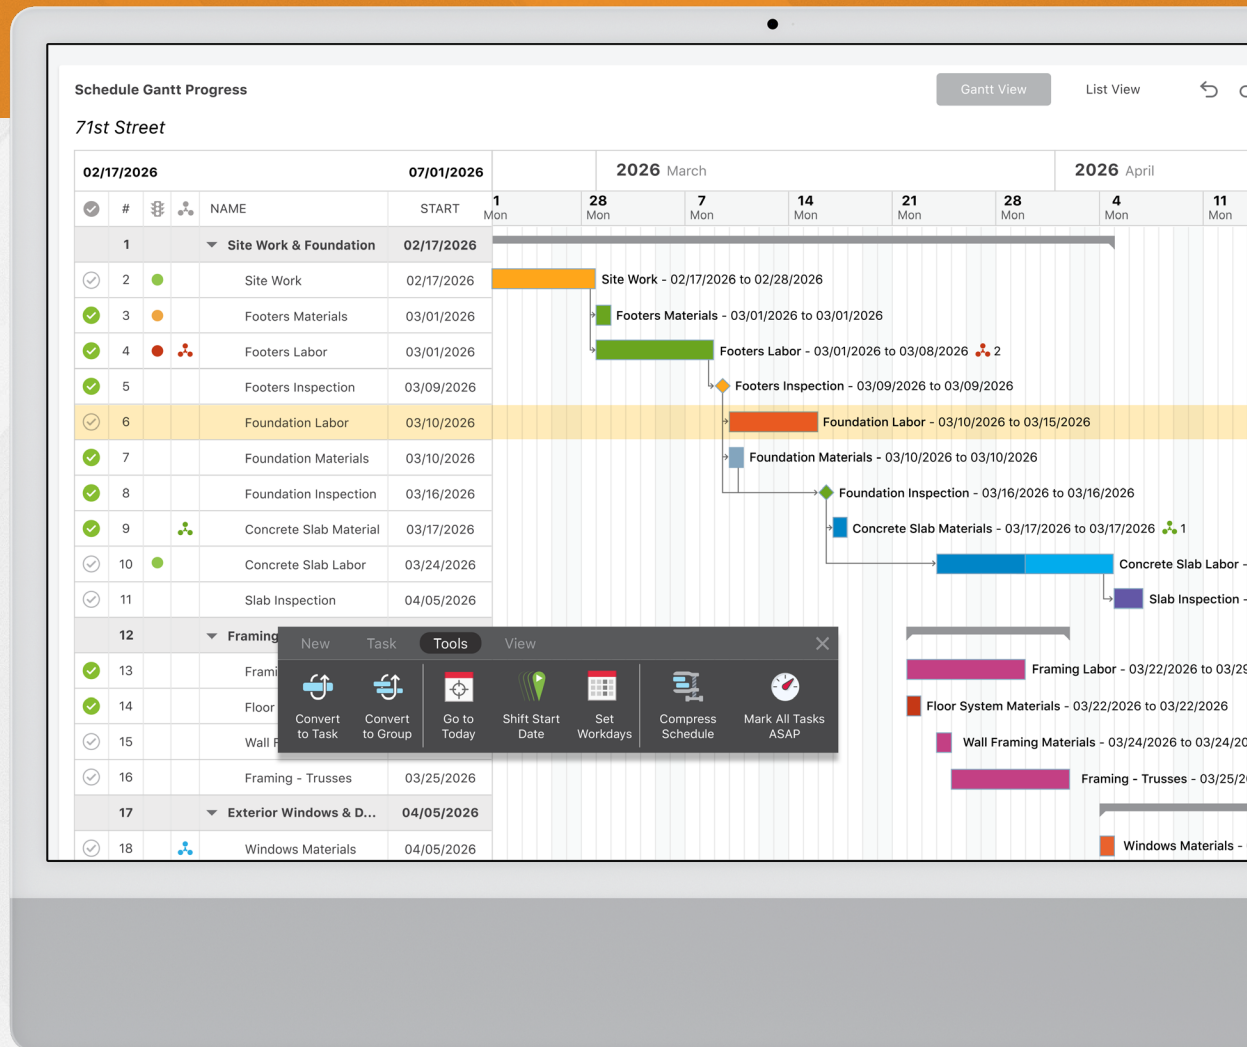 Schedule Gantt Progress
Gantt View
List View
71st Street
02/17/2026 07/01/2026
2026 March
2026 April
# NAME START
1 Mon
28 Mon
7 Mon
14 Mon
21 Mon
28 Mon
4 Mon
11 Mon
1 Site Work & Foundation 02/17/2026
2 Site Work 02/17/2026 Site Work - 02/17/2026 to 02/28/2026
3 Footers Materials 03/01/2026 Footers Materials - 03/01/2026 to 03/01/2026
4 Footers Labor 03/01/2026 Footers Labor - 03/01/2026 to 03/08/2026 2
5 Footers Inspection 03/09/2026 Footers Inspection - 03/09/2026 to 03/09/2026
6 Foundation Labor 03/10/2026 Foundation Labor - 03/10/2026 to 03/15/2026
7 Foundation Materials 03/10/2026 Foundation Materials - 03/10/2026 to 03/10/2026
8 Foundation Inspection 03/16/2026 Foundation Inspection - 03/16/2026 to 03/16/2026
9 Concrete Slab Material 03/17/2026 Concrete Slab Materials - 03/17/2026 to 03/17/2026 1
10 Concrete Slab Labor 03/24/2026 Concrete Slab Labor -
11 Slab Inspection 04/05/2026 Slab Inspection -
12 Framing
13 Frami Framing Labor - 03/22/2026 to 03/29
14 Floor Floor System Materials - 03/22/2026 to 03/22/2026
15 Wall F Wall Framing Materials - 03/24/2026 to 03/24/20
16 Framing - Trusses 03/25/2026 Framing - Trusses - 03/25/2
17 Exterior Windows & D... 04/05/2026
18 Windows Materials 04/05/2026 Windows Materials -
New Task Tools View
Convert to Task
Convert to Group
Go to Today
Shift Start Date
Set Workdays
Compress Schedule
Mark All Tasks ASAP